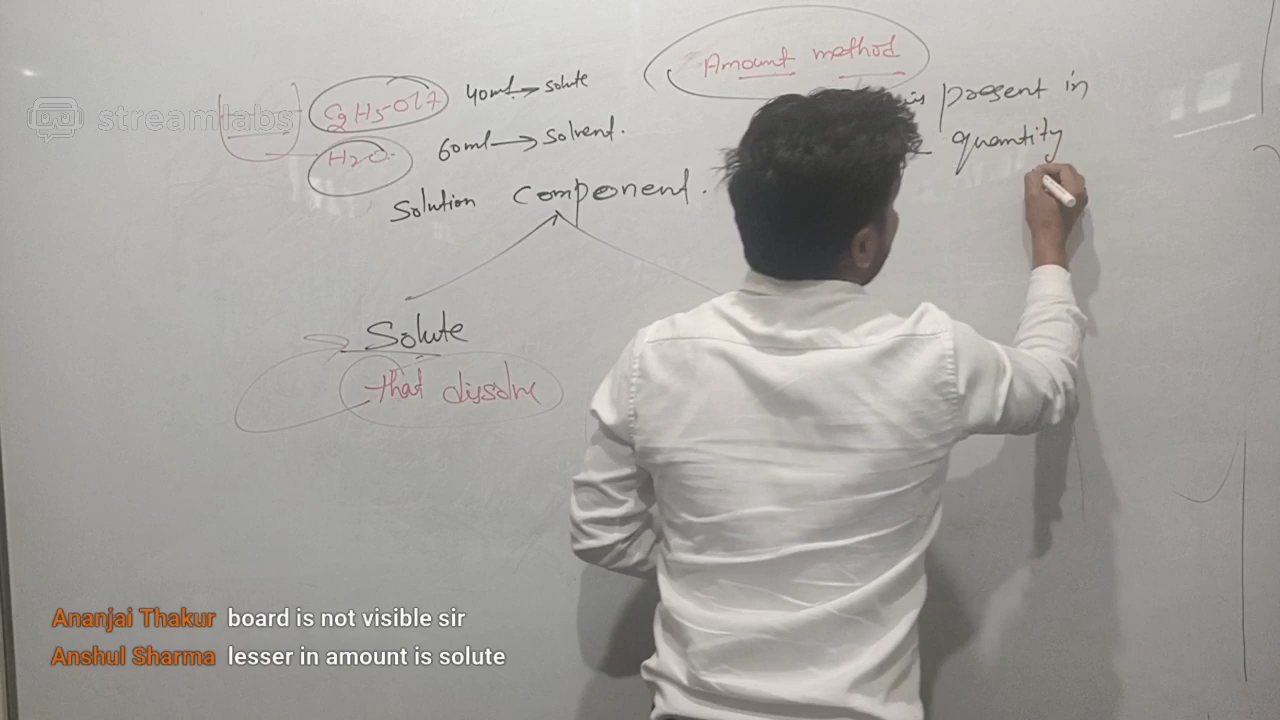 streamlabs
Amount method
C2H5-OH 40ml → solute
is present in
H2O. 60ml → solvent.
quantity
Solution component.
Solute
that dissolve
Ananjai Thakur board is not visible sir
Anshul Sharma lesser in amount is solute